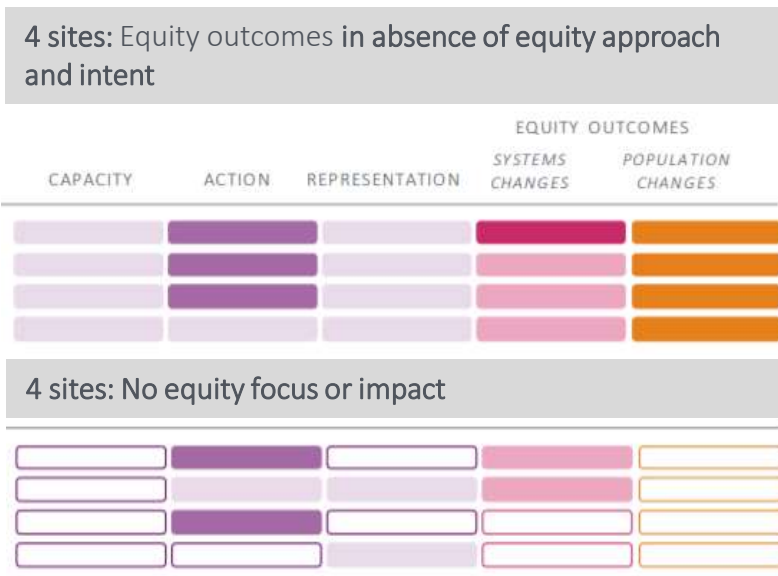 4 sites: Equity outcomes in absence of equity approach
and intent
EQUITY OUTCOMES
CAPACITY ACTION REPRESENTATION SYSTEMS CHANGES POPULATION CHANGES
4 sites: No equity focus or impact